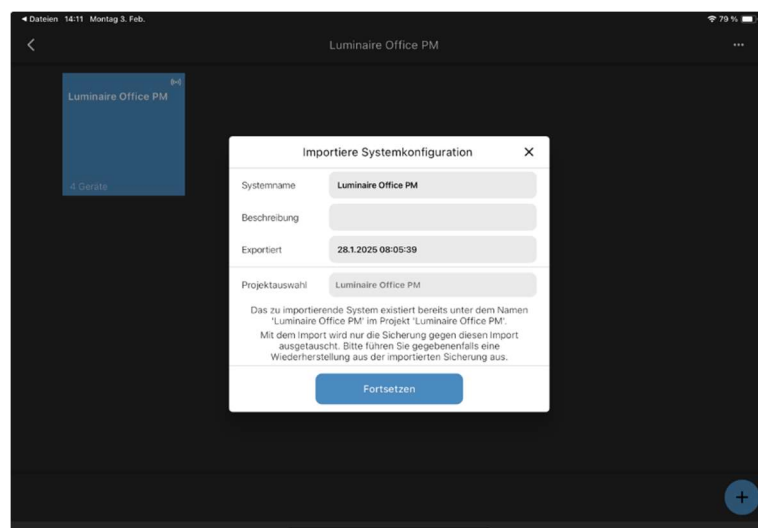 ◀ Dateien 14:11 Montag 3. Feb. 79 %
Luminaire Office PM
Luminaire Office PM
4 Geräte
Importiere Systemkonfiguration
Systemname Luminaire Office PM
Beschreibung
Exportiert 28.1.2025 08:05:39
Projektauswahl Luminaire Office PM
Das zu importierende System existiert bereits unter dem Namen
'Luminaire Office PM' im Projekt 'Luminaire Office PM'.
Mit dem Import wird nur die Sicherung gegen diesen Import
ausgetauscht. Bitte führen Sie gegebenenfalls eine
Wiederherstellung aus der importierten Sicherung aus.
Fortsetzen